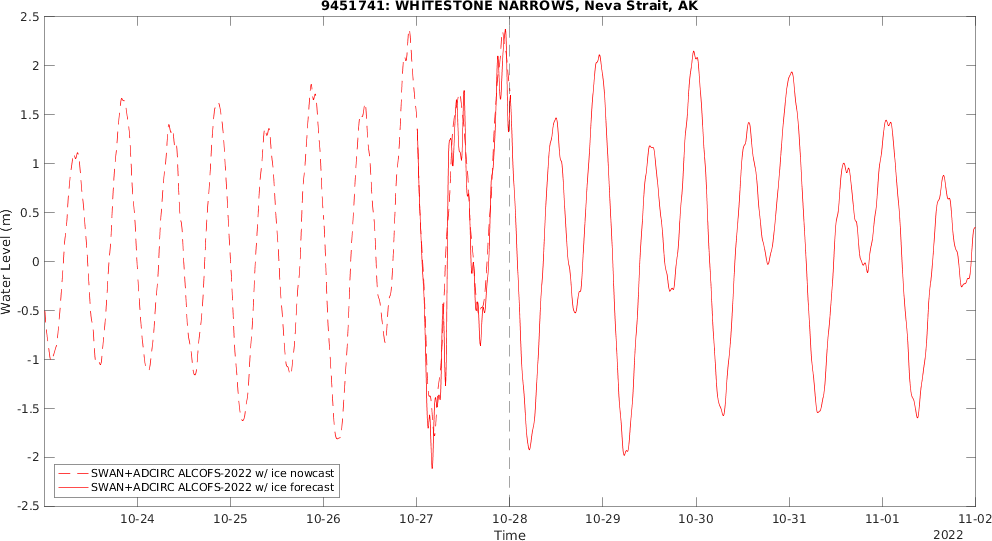 9451741: WHITESTONE NARROWS, Neva Strait, AK
2.5
2
1.5
1
0.5
0
-0.5
-1
-1.5
-2
-2.5
Water Level (m)
SWAN+ADCIRC ALCOFS-2022 w/ ice nowcast
SWAN+ADCIRC ALCOFS-2022 w/ ice forecast
10-24 10-25 10-26 10-27 10-28 10-29 10-30 10-31 11-01 11-02
Time
2022